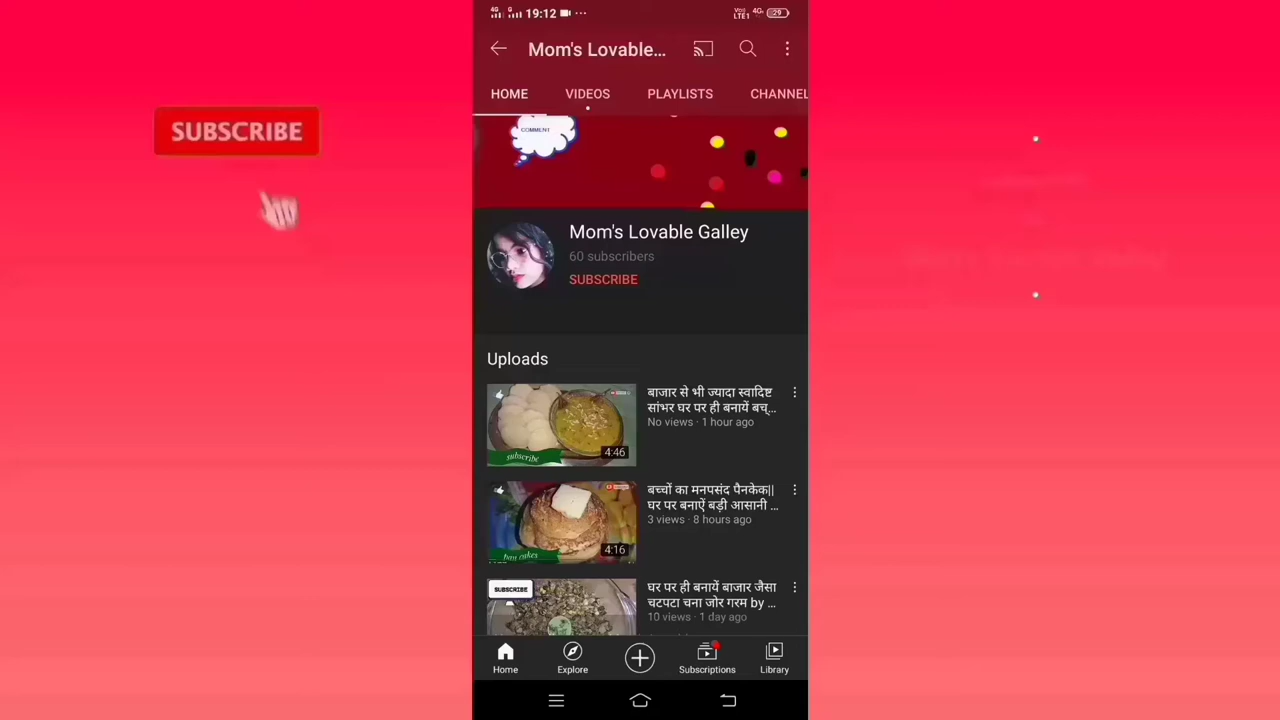 19:12
29
SUBSCRIBE
Mom's Lovable...
HOME
VIDEOS
PLAYLISTS
CHANNEL
COMMENT
Mom's Lovable Galley
60 subscribers
SUBSCRIBE
Uploads
बाजार से भी ज्यादा स्वादिष्ट
सांभर घर पर ही बनायें बच्...
No views · 1 hour ago
4:46
subscribe
बच्चों का मनपसंद पैनकेक||
घर पर बनाऐं बड़ी आसानी ...
3 views · 8 hours ago
4:16
SUBSCRIBE
घर पर ही बनायें बाजार जैसा
चटपटा चना जोर गरम by ...
10 views · 1 day ago
Home
Explore
Subscriptions
Library